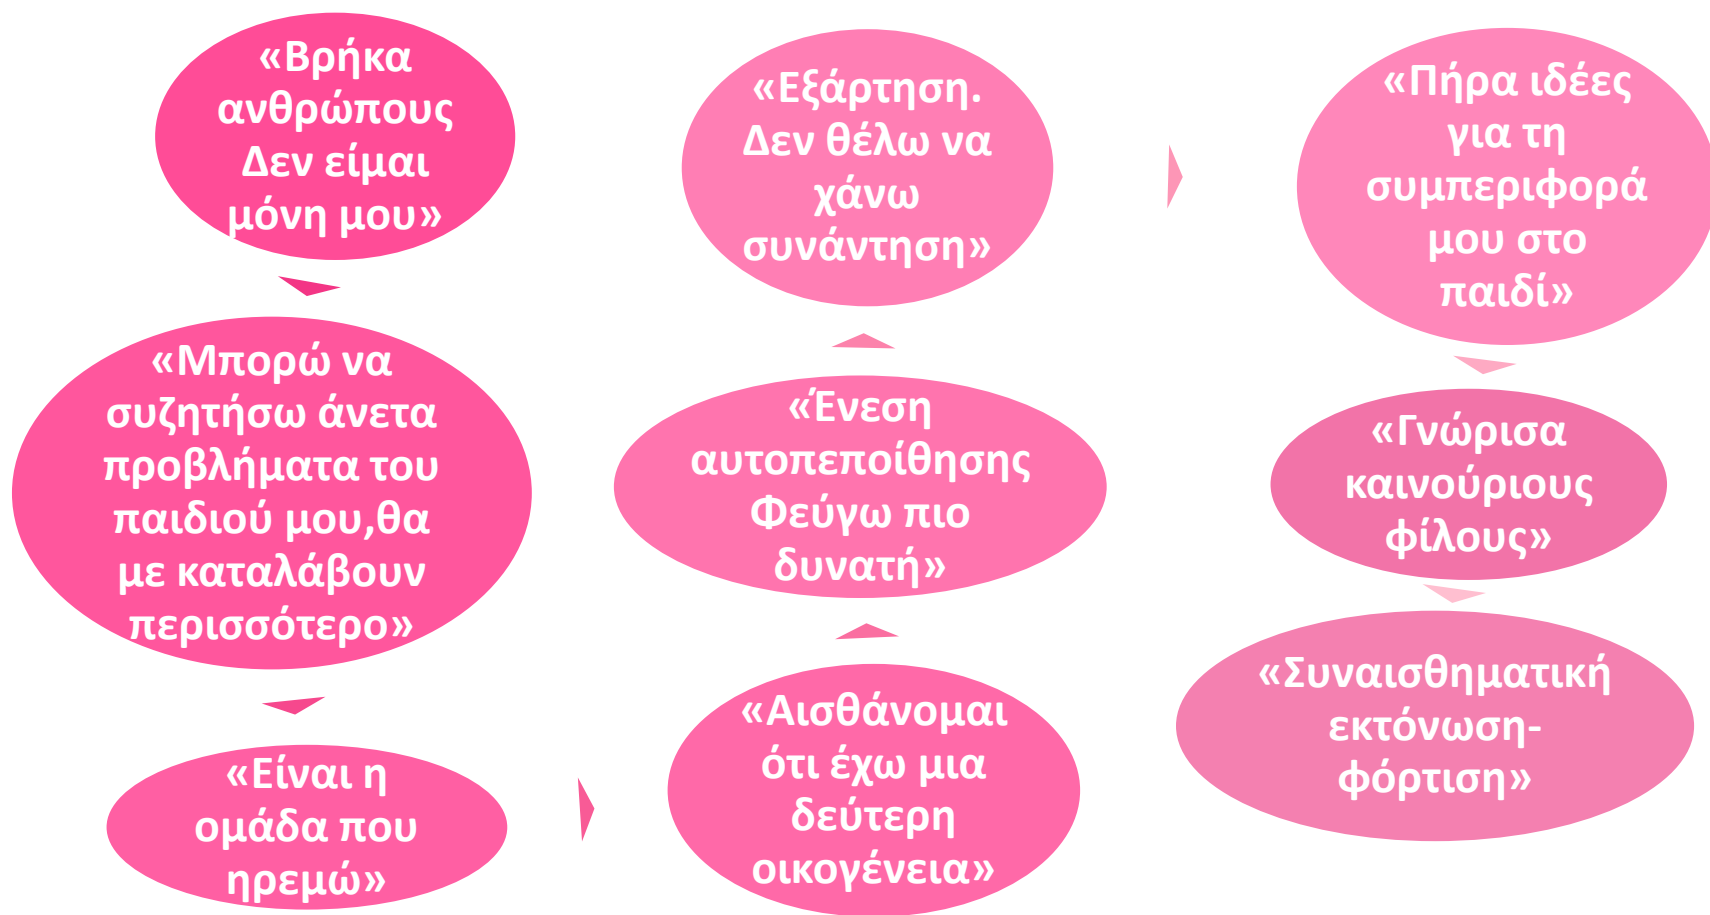 «Βρήκα
ανθρώπους
Δεν είμαι
μόνη μου»
«Μπορώ να
συζητήσω άνετα
προβλήματα του
παιδιού μου,θα
με καταλάβουν
περισσότερο»
«Είναι η
ομάδα που
ηρεμώ»
«Αισθάνομαι
ότι έχω μια
δεύτερη
οικογένεια»
«Ένεση
αυτοπεποίθησης
Φεύγω πιο
δυνατή»
«Εξάρτηση.
Δεν θέλω να
χάνω
συνάντηση»
«Πήρα ιδέες
για τη
συμπεριφορά
μου στο
παιδί»
«Γνώρισα
καινούριους
φίλους»
«Συναισθηματική
εκτόνωση-
φόρτιση»